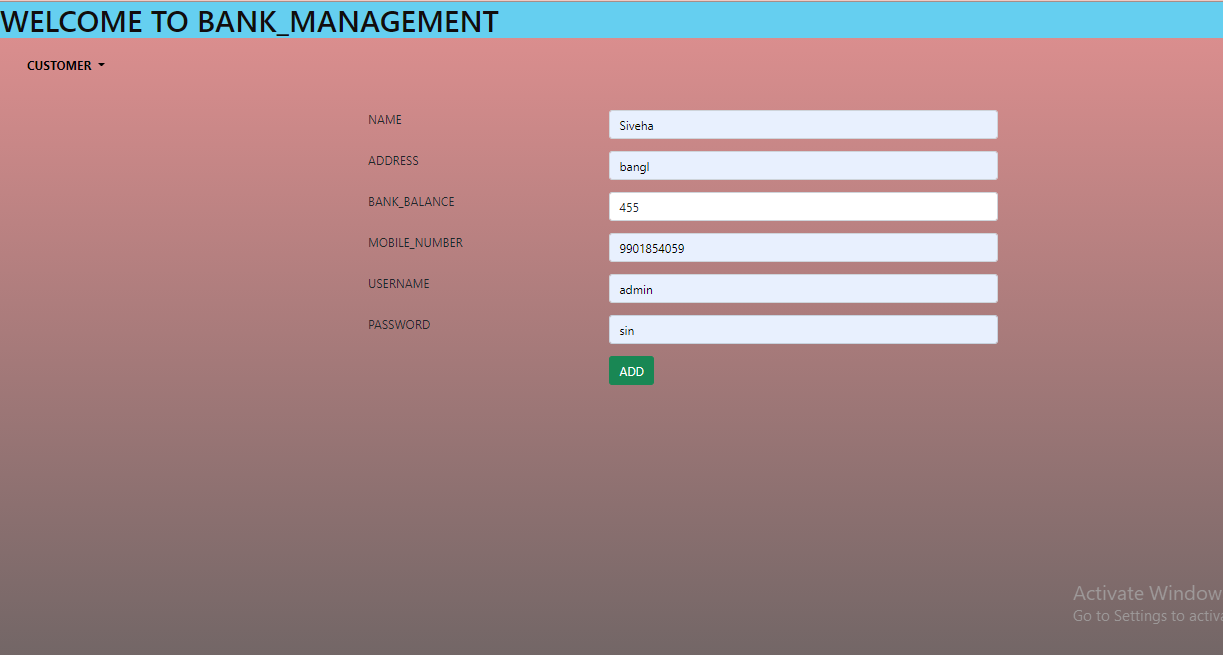 WELCOME TO BANK_MANAGEMENT
CUSTOMER
NAME Siveha
ADDRESS bangl
BANK_BALANCE 455
MOBILE_NUMBER 9901854059
USERNAME admin
PASSWORD sin
ADD
Activate Window
Go to Settings to activa